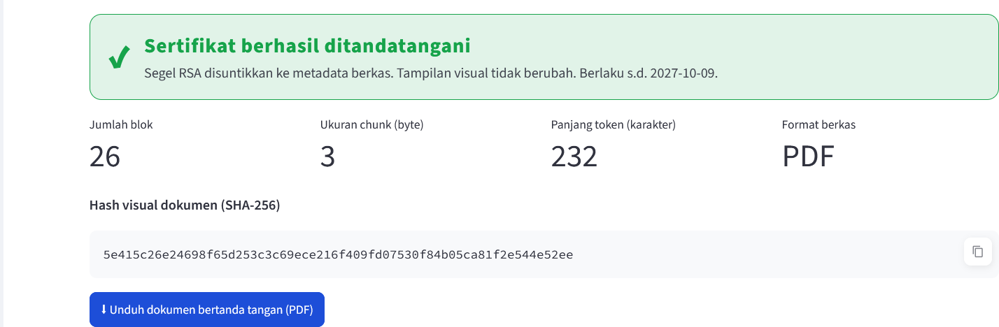 Sertifikat berhasil ditandatangani
Segel RSA disuntikkan ke metadata berkas. Tampilan visual tidak berubah. Berlaku s.d. 2027-10-09.
Jumlah blok
Ukuran chunk (byte)
Panjang token (karakter)
Format berkas
26
3
232
PDF
Hash visual dokumen (SHA-256)
5e415c26e24698f65d253c3c69ece216f409fd07530f84b05ca81f2e544e52ee
Unduh dokumen bertanda tangan (PDF)